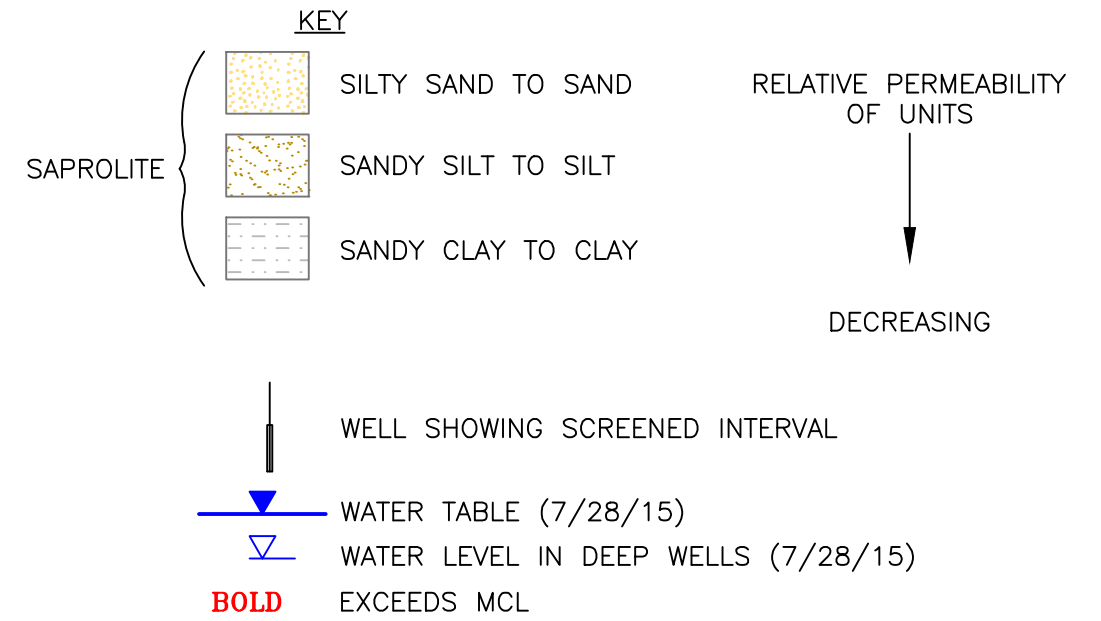 KEY
SAPROLITE
SILTY SAND TO SAND
SANDY SILT TO SILT
SANDY CLAY TO CLAY
RELATIVE PERMEABILITY
OF UNITS
DECREASING
WELL SHOWING SCREENED INTERVAL
WATER TABLE (7/28/15)
WATER LEVEL IN DEEP WELLS (7/28/15)
BOLD EXCEEDS MCL